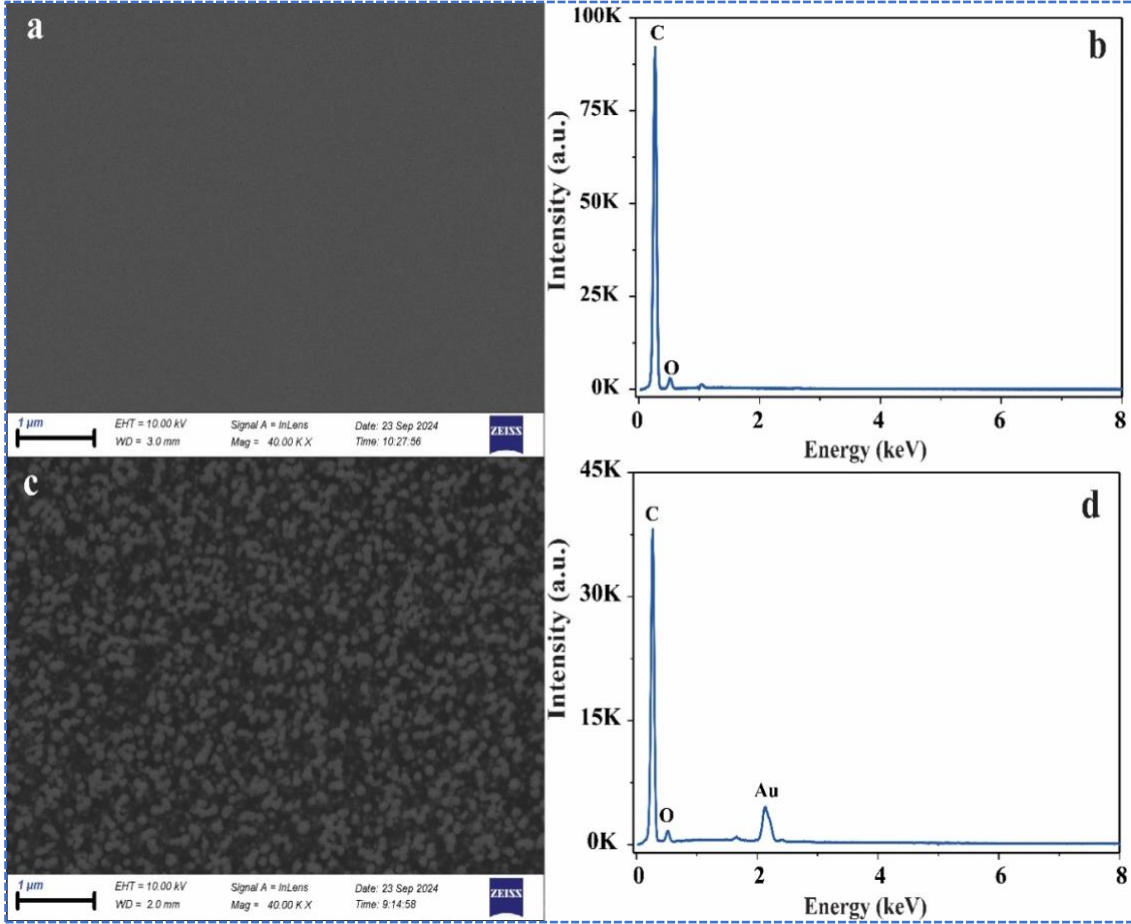 a
1 µm
EHT = 10.00 kV
WD = 3.0 mm
Signal A = InLens
Mag = 40.00 K X
Date: 23 Sep 2024
Time: 10:27:56
ZEISS
b
100K
75K
50K
25K
0K
Intensity (a.u.)
C
O
0 2 4 6 8
Energy (keV)
c
1 µm
EHT = 10.00 kV
WD = 2.0 mm
Signal A = InLens
Mag = 40.00 K X
Date: 23 Sep 2024
Time: 9:14:58
ZEISS
d
45K
30K
15K
0K
Intensity (a.u.)
C
O
Au
0 2 4 6 8
Energy (keV)